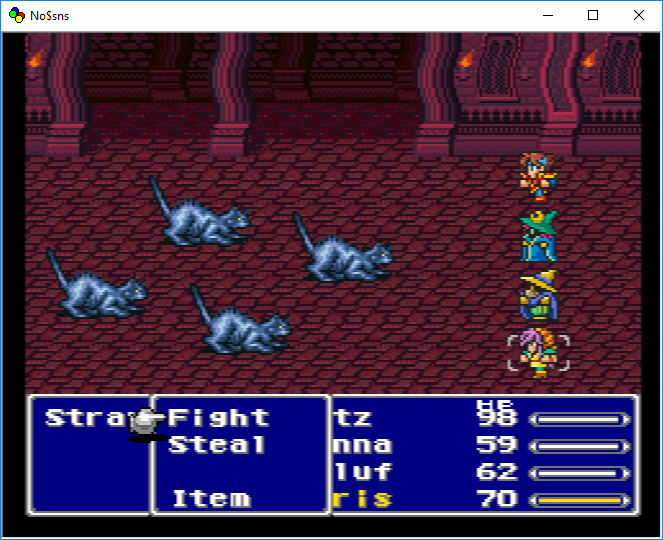 No$sns
HP
Stra Fight tz 98
Steal nna 59
luf 62
Item ris 70